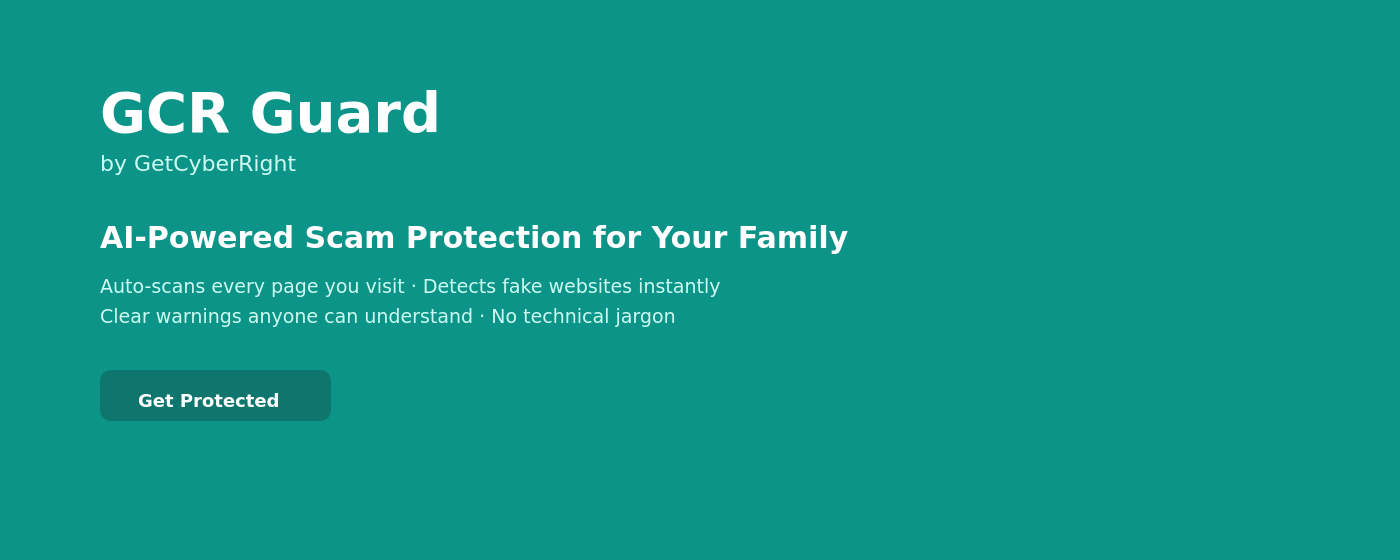 GCR Guard
by GetCyberRight
AI-Powered Scam Protection for Your Family
Auto-scans every page you visit · Detects fake websites instantly
Clear warnings anyone can understand · No technical jargon
Get Protected